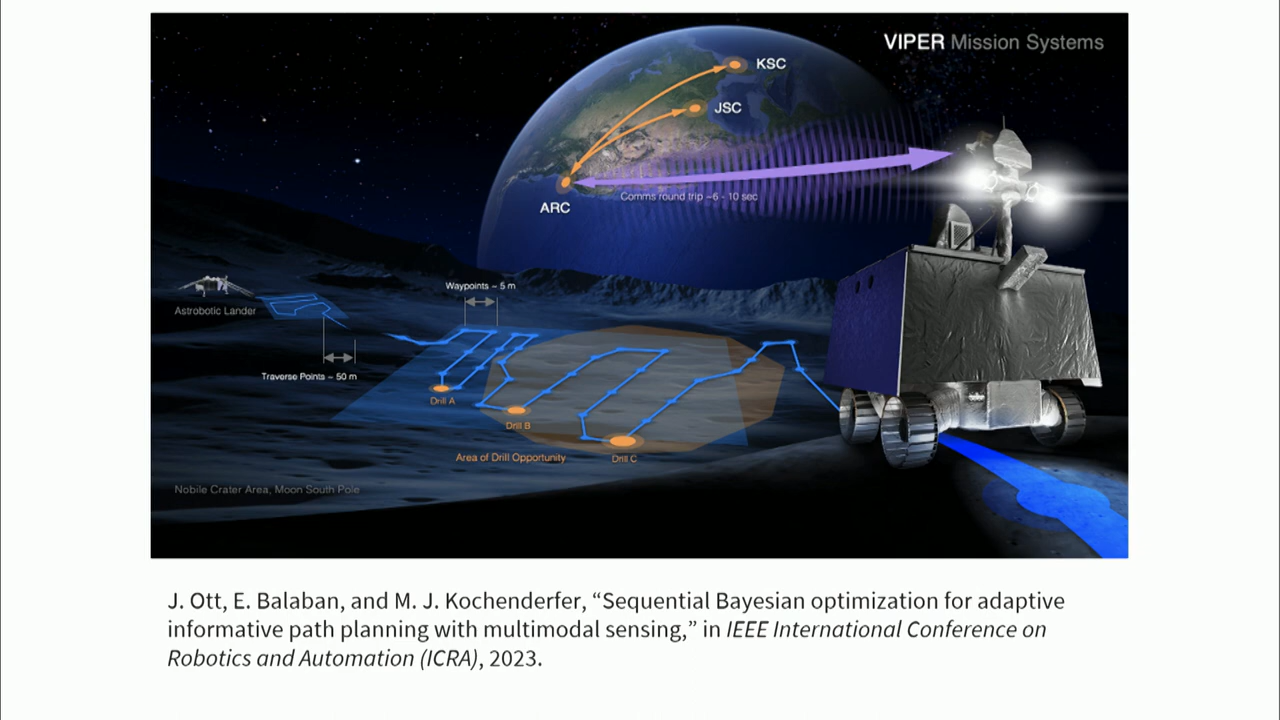 VIPER Mission Systems
KSC
JSC
Comms round trip ~6 - 10 sec
ARC
Waypoints ~ 5 m
Astrobotic Lander
Traverse Points ~ 50 m
Drill A
Drill B
Area of Drill Opportunity
Drill C
Nobile Crater Area, Moon South Pole
J. Ott, E. Balaban, and M. J. Kochenderfer, “Sequential Bayesian optimization for adaptive
informative path planning with multimodal sensing,” in IEEE International Conference on
Robotics and Automation (ICRA), 2023.